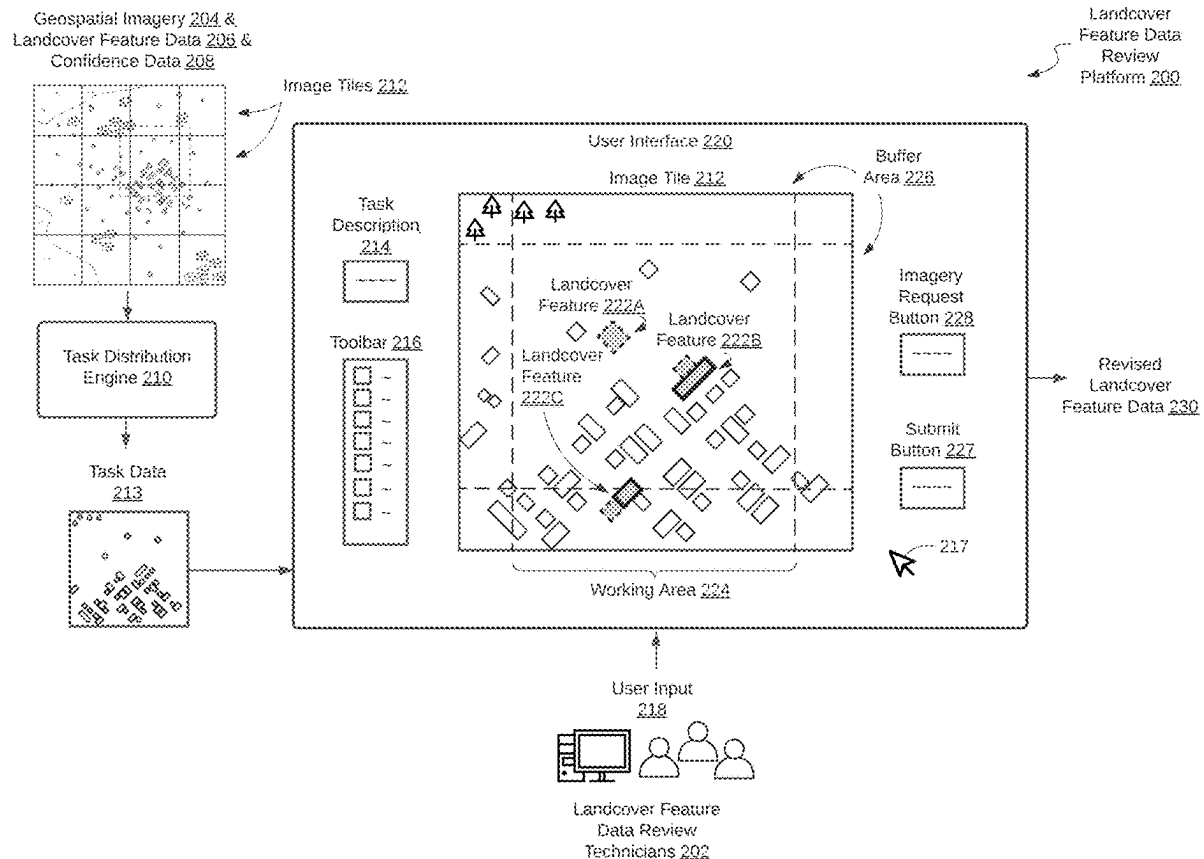 Geospatial Imagery 204 &
Landcover Feature Data 206 &
Confidence Data 208
Image Tiles 212
Landcover
Feature Data
Review
Platform 200
User Interface 220
Image Tile 212
Buffer
Area 226
Task
Description
214
Toolbar 216
Landcover
Feature 222A
Landcover
Feature 222B
Landcover
Feature
222C
Imagery
Request
Button 228
Submit
Button 227
217
Working Area 224
Task Distribution
Engine 210
Task Data
213
Revised
Landcover
Feature Data 230
User Input
218
Landcover Feature
Data Review
Technicians 202